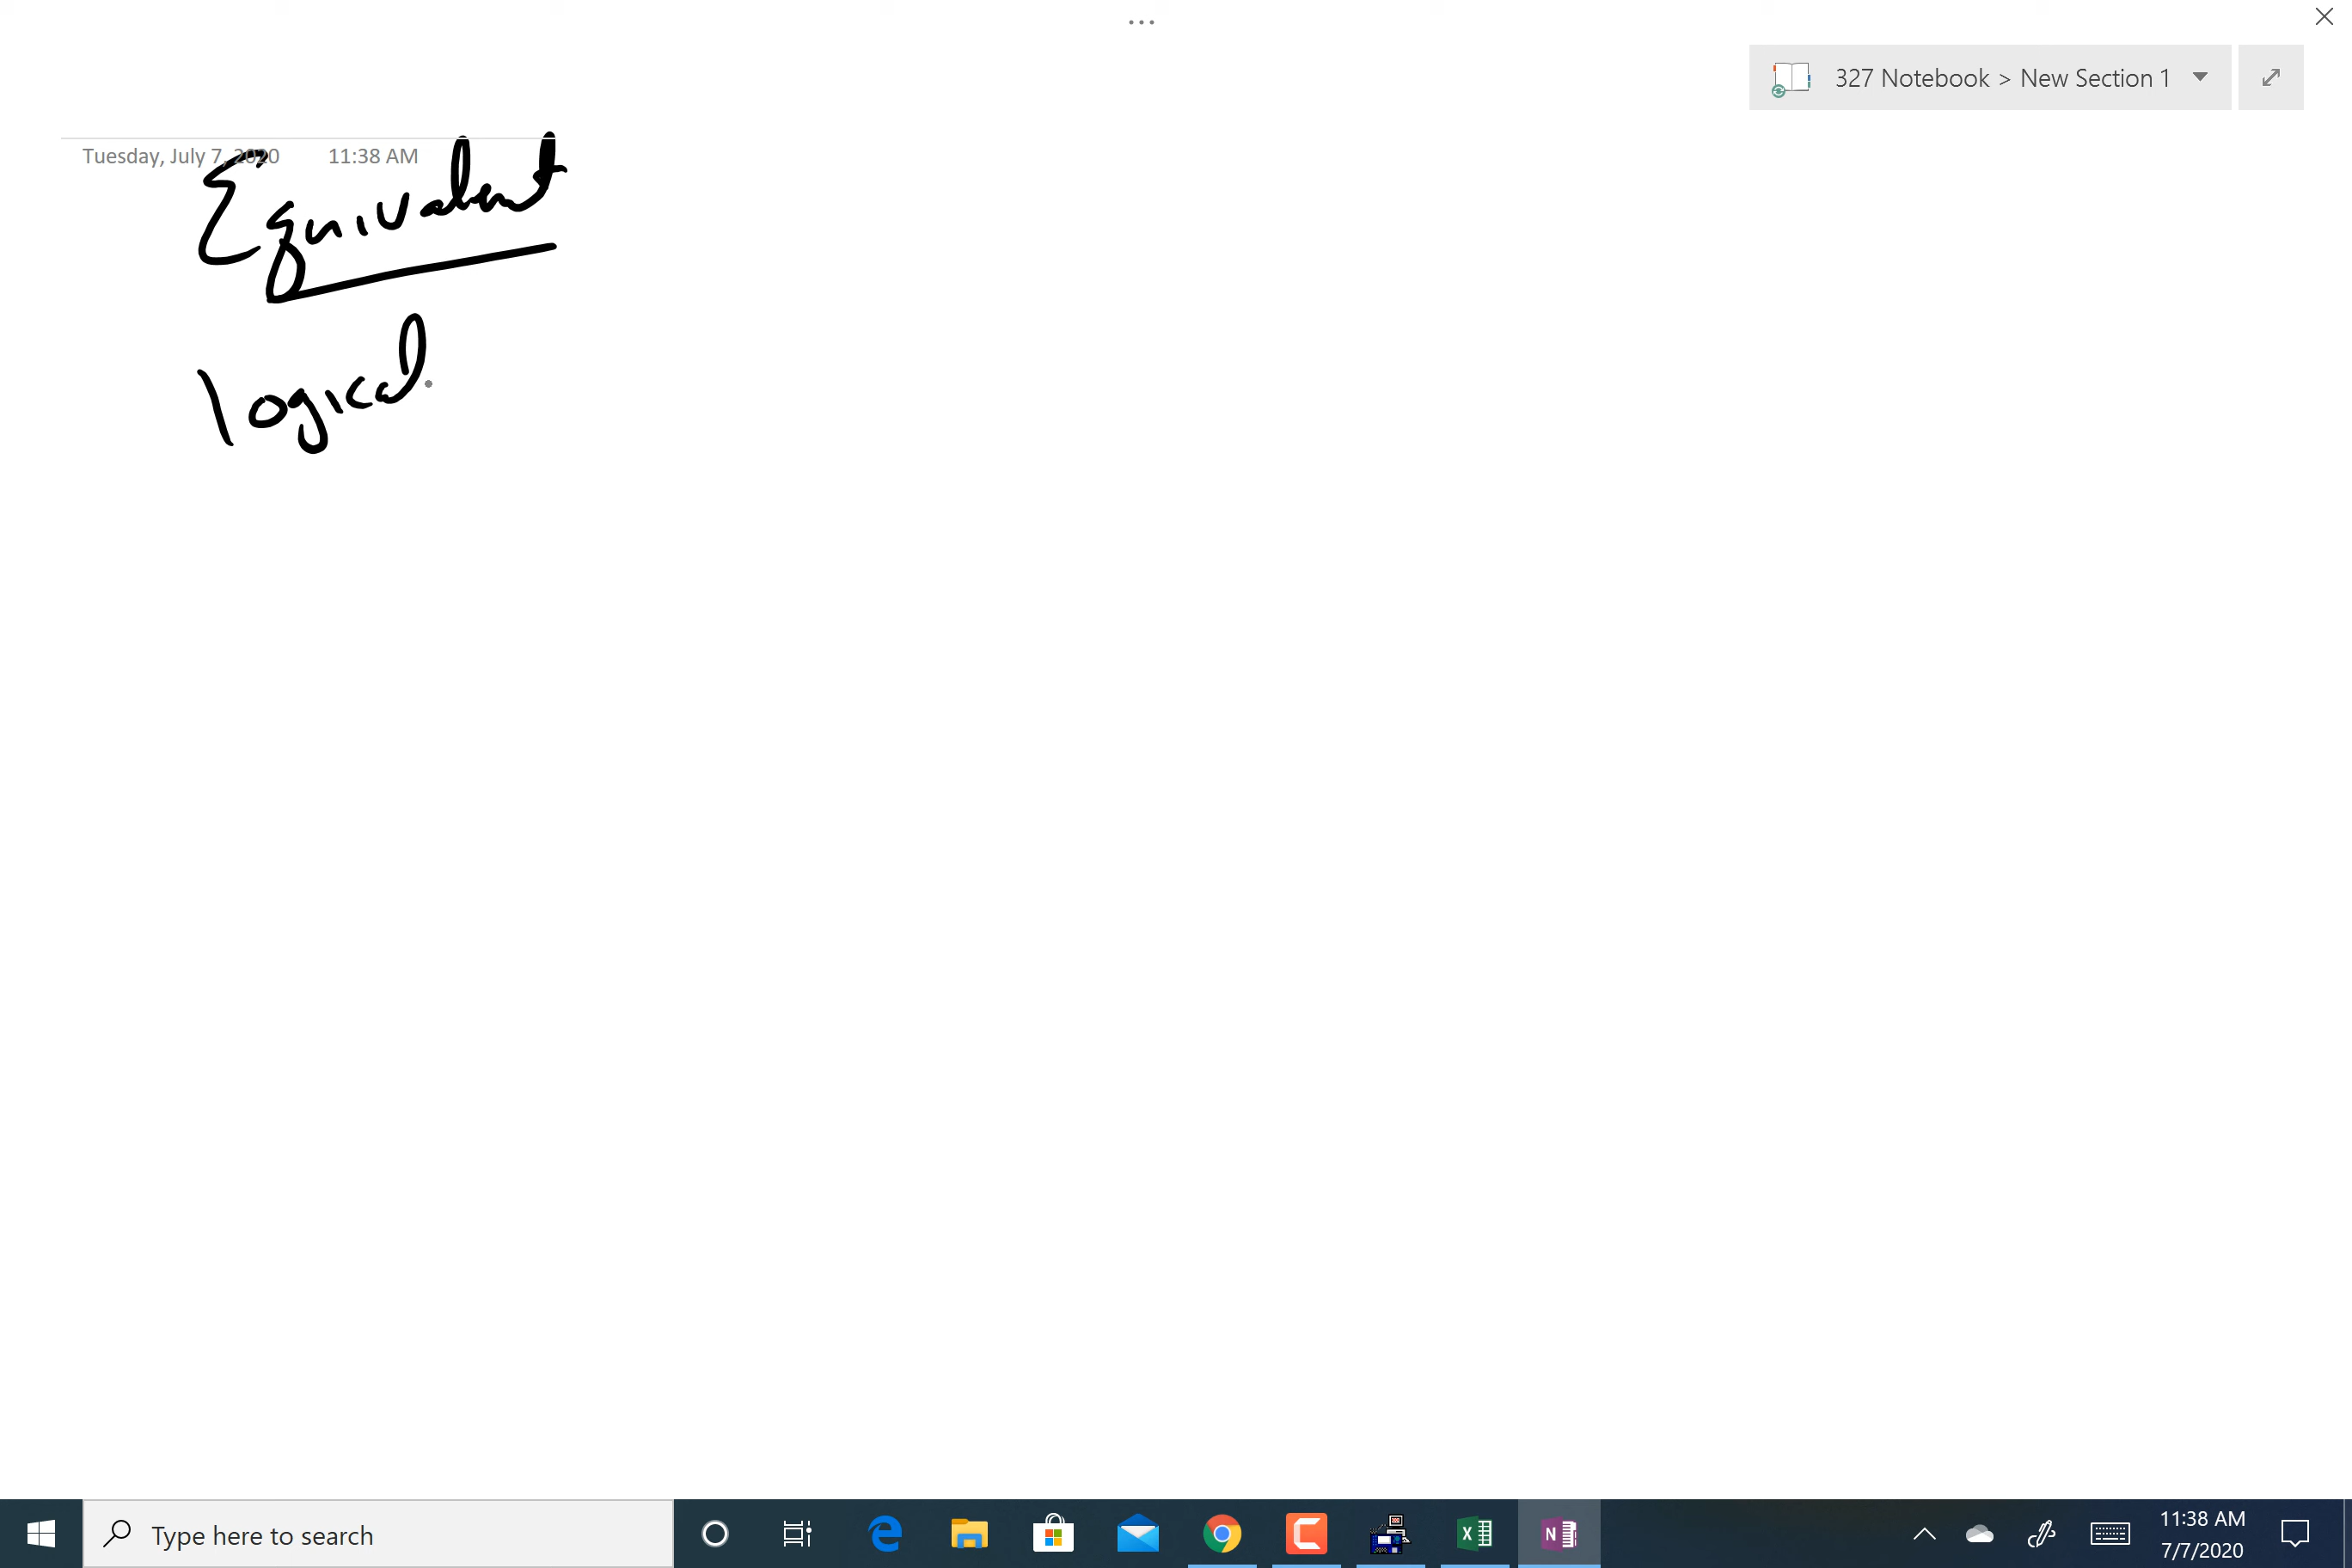 ...
327 Notebook > New Section 1
Tuesday, July 7, 2020 11:38 AM
Equivalent
logical
Type here to search
11:38 AM
7/7/2020